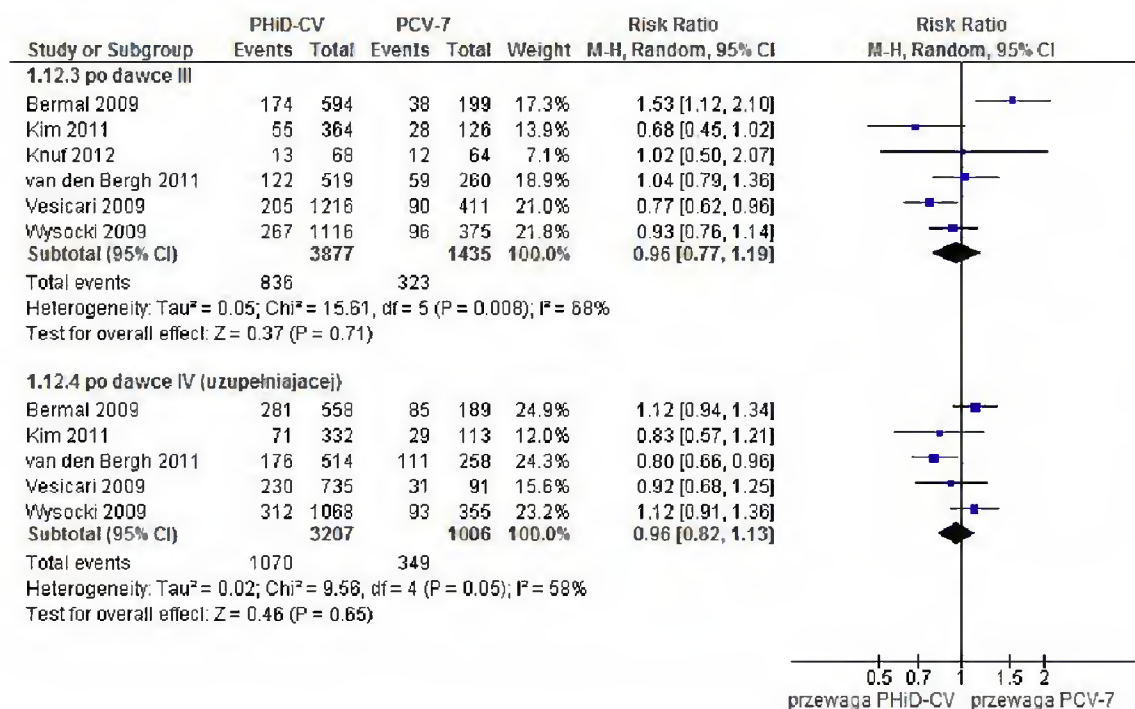 PHiD-CV PCV-7 Risk Ratio Risk Ratio
Study or Subgroup Events Total Events Total Weight M-H, Random, 95% CI M-H, Random, 95% CI
1.12.3 po dawce III
Bermal 2009 174 594 38 199 17.3% 1.53 [1.12, 2.10]
Kim 2011 55 364 28 126 13.9% 0.68 [0.45, 1.02]
Knuf 2012 13 68 12 64 7.1% 1.02 [0.50, 2.07]
van den Bergh 2011 122 519 59 260 18.9% 1.04 [0.79, 1.36]
Vesicari 2009 205 1216 90 411 21.0% 0.77 [0.62, 0.96]
Wysocki 2009 267 1116 96 375 21.8% 0.93 [0.76, 1.14]
Subtotal (95% CI) 3877 1435 100.0% 0.96 [0.77, 1.19]
Total events 836 323
Heterogeneity: Tau² = 0.05; Chi² = 15.61, df = 5 (P = 0.008); I² = 68%
Test for overall effect: Z = 0.37 (P = 0.71)
1.12.4 po dawce IV (uzupełniajacej)
Bermal 2009 281 558 85 189 24.9% 1.12 [0.94, 1.34]
Kim 2011 71 332 29 113 12.0% 0.83 [0.57, 1.21]
van den Bergh 2011 176 514 111 258 24.3% 0.80 [0.66, 0.96]
Vesicari 2009 230 735 31 91 15.6% 0.92 [0.68, 1.25]
Wysocki 2009 312 1068 93 355 23.2% 1.12 [0.91, 1.36]
Subtotal (95% CI) 3207 1006 100.0% 0.96 [0.82, 1.13]
Total events 1070 349
Heterogeneity: Tau² = 0.02; Chi² = 9.56, df = 4 (P = 0.05); I² = 58%
Test for overall effect: Z = 0.46 (P = 0.65)
0.5 0.7 1 1.5 2
przewaga PHiD-CV przewaga PCV-7